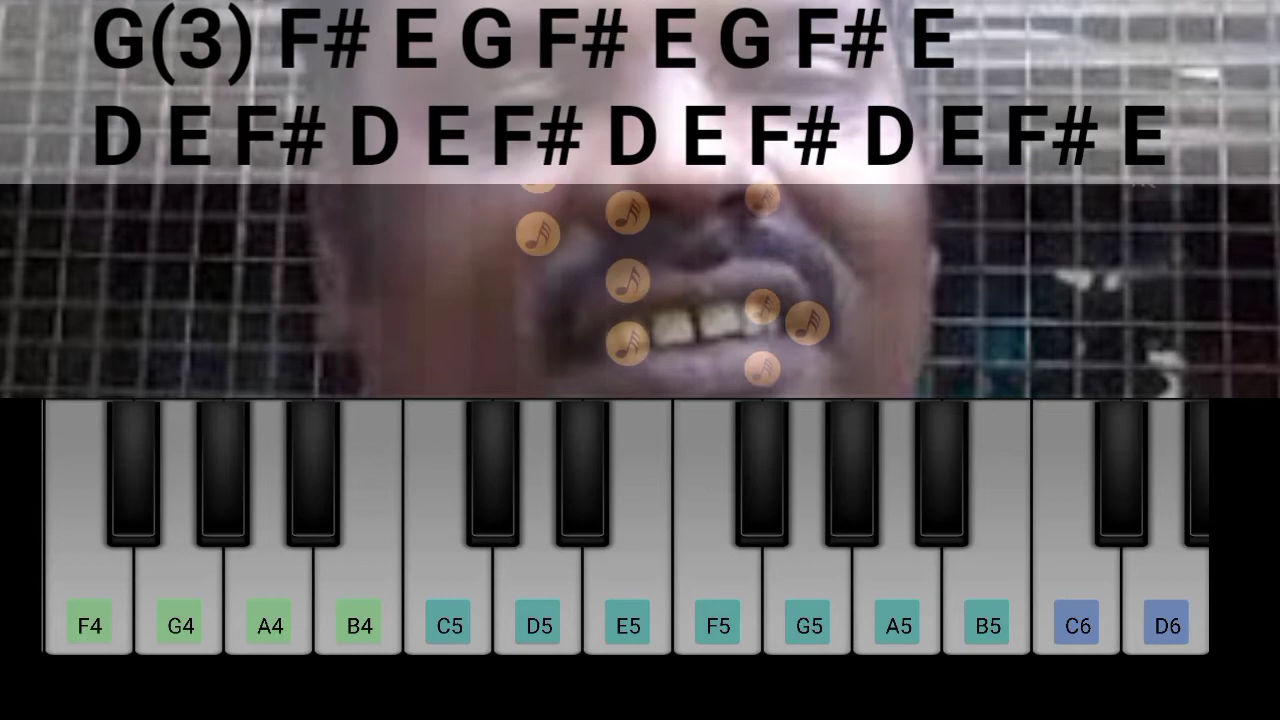 G(3) F# E G F# E G F# E
D E F# D E F# D E F# D E F# E
F4 G4 A4 B4 C5 D5 E5 F5 G5 A5 B5 C6 D6